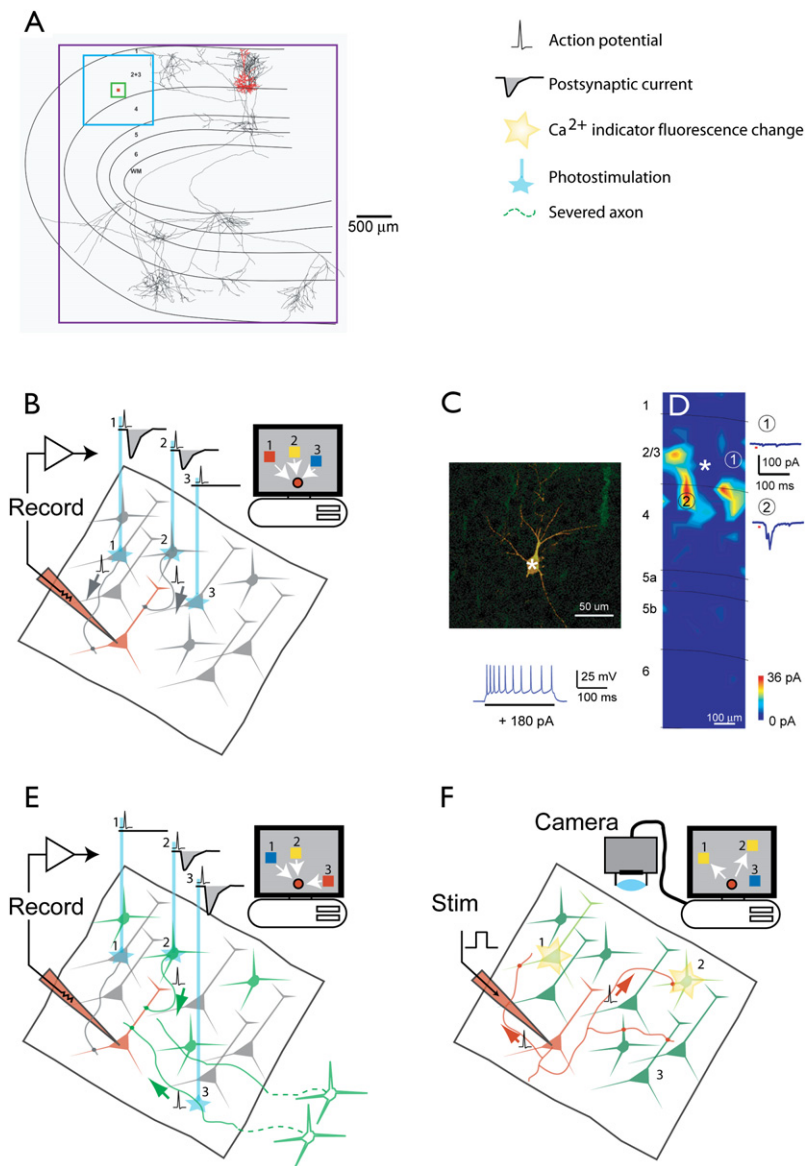 A
1
2+3
4
5
6
WM
500 μm
Action potential
Postsynaptic current
Ca2+ indicator fluorescence change
Photostimulation
Severed axon
B
1
2
3
Record
1
2
3
1
2
3
C
*
50 um
25 mV
100 ms
+ 180 pA
D
1
2/3
4
5a
5b
6
*
1
2
1
100 pA
100 ms
2
36 pA
0 pA
100 μm
E
1
2
3
Record
1
2
3
1
2
3
F
Camera
Stim
1
2
3
1
2
3